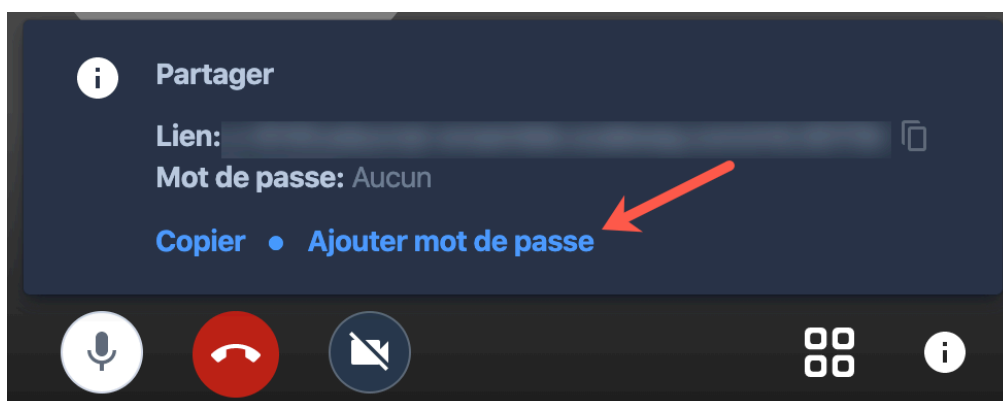 Partager
Lien:
Mot de passe: Aucun
Copier • Ajouter mot de passe